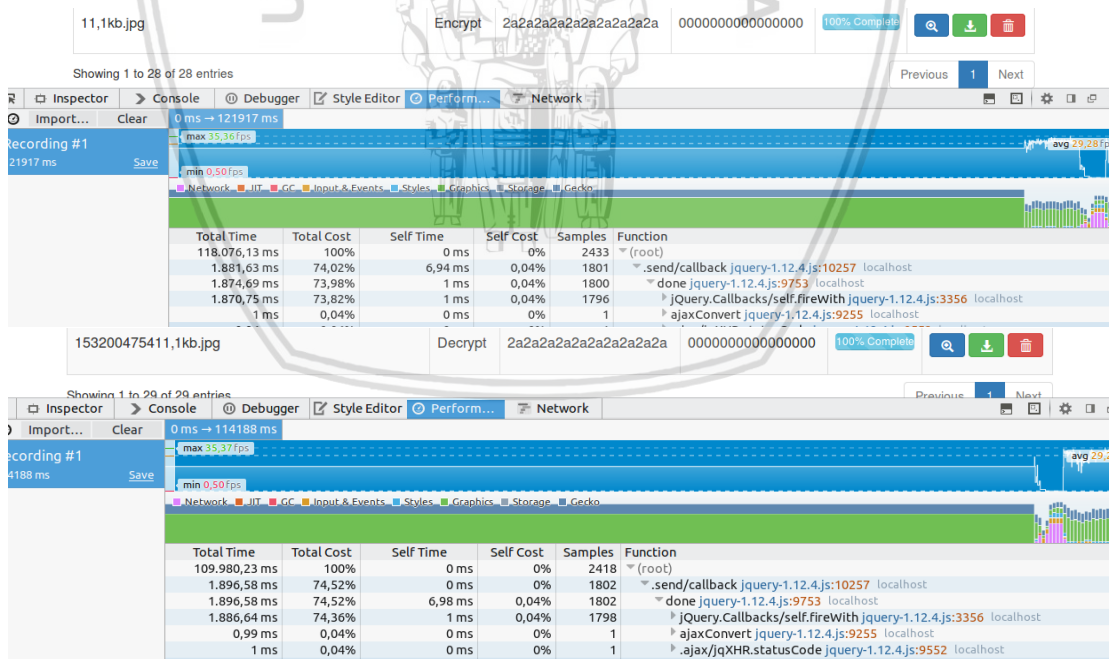 11,1kb.jpg Encrypt 2a2a2a2a2a2a2a2a2a 0000000000000000 100% Complete
Showing 1 to 28 of 28 entries Previous 1 Next
Inspector Console Debugger Style Editor Perform... Network
Import... Clear 0 ms → 121917 ms
Recording #1 max 35,36 fps avg 29,28 fp
21917 ms Save min 0,50 fps
Network JIT GC Input & Events Styles Graphics Storage Gecko
Total Time Total Cost Self Time Self Cost Samples Function
118.076,13 ms 100% 0 ms 0% 2433 (root)
1.881,63 ms 74,02% 6,94 ms 0,04% 1801 .send/callback jquery-1.12.4.js:10257 localhost
1.874,69 ms 73,98% 1 ms 0,04% 1800 done jquery-1.12.4.js:9753 localhost
1.870,75 ms 73,82% 1 ms 0,04% 1796 jQuery.Callbacks/self.fireWith jquery-1.12.4.js:3356 localhost
1 ms 0,04% 0 ms 0% 1 ajaxConvert jquery-1.12.4.js:9255 localhost
153200475411,1kb.jpg Decrypt 2a2a2a2a2a2a2a2a2a 0000000000000000 100% Complete
Showing 1 to 29 of 29 entries Previous 1 Next
Inspector Console Debugger Style Editor Perform... Network
Import... Clear 0 ms → 114188 ms
ecording #1 max 35,37 fps avg 29,2
4188 ms Save min 0,50 fps
Network JIT GC Input & Events Styles Graphics Storage Gecko
Total Time Total Cost Self Time Self Cost Samples Function
109.980,23 ms 100% 0 ms 0% 2418 (root)
1.896,58 ms 74,52% 0 ms 0% 1802 .send/callback jquery-1.12.4.js:10257 localhost
1.896,58 ms 74,52% 6,98 ms 0,04% 1802 done jquery-1.12.4.js:9753 localhost
1.886,64 ms 74,36% 1 ms 0,04% 1798 jQuery.Callbacks/self.fireWith jquery-1.12.4.js:3356 localhost
0,99 ms 0,04% 0 ms 0% 1 ajaxConvert jquery-1.12.4.js:9255 localhost
1 ms 0,04% 0 ms 0% 1 .ajax/jqXHR.statusCode jquery-1.12.4.js:9552 localhost